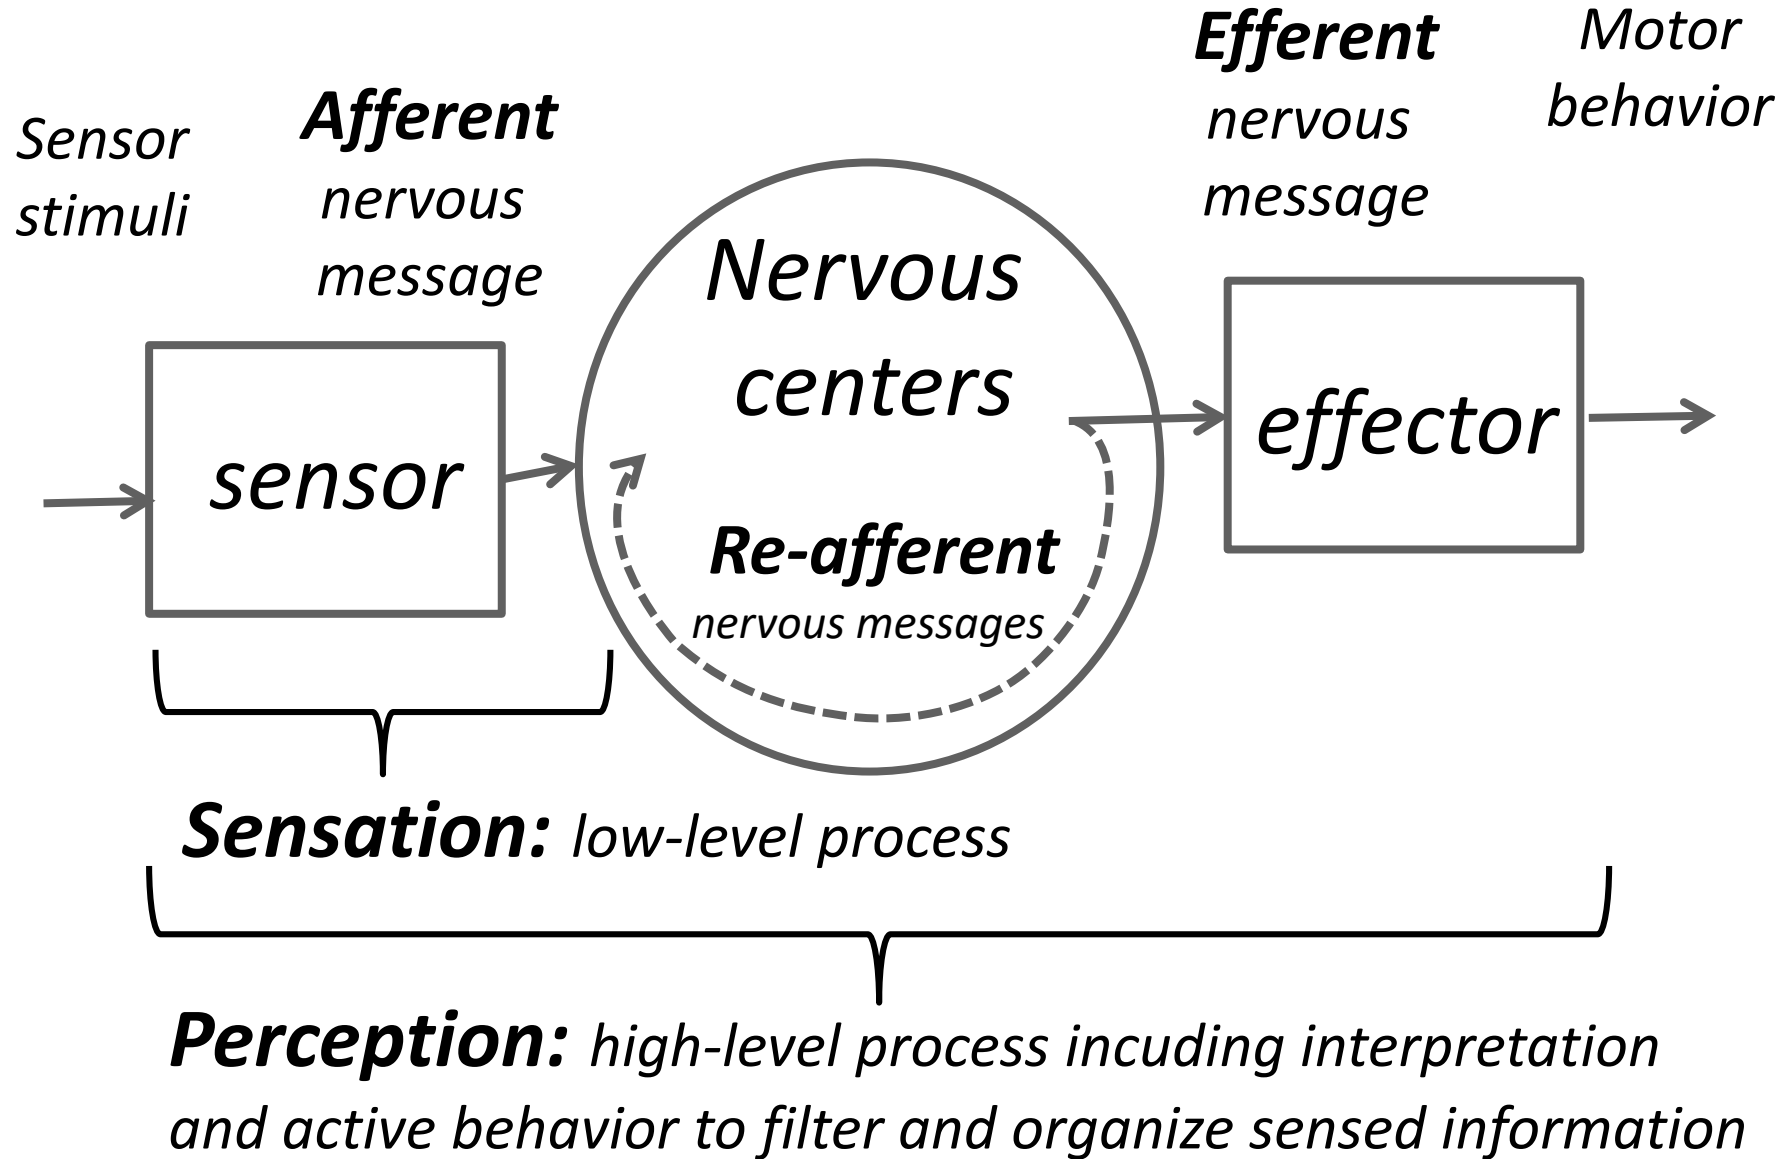 Sensor
stimuli
Afferent
nervous
message
Efferent
nervous
message
Motor
behavior
sensor
Nervous
centers
Re-afferent
nervous messages
effector
Sensation: low-level process
Perception: high-level process incuding interpretation
and active behavior to filter and organize sensed information